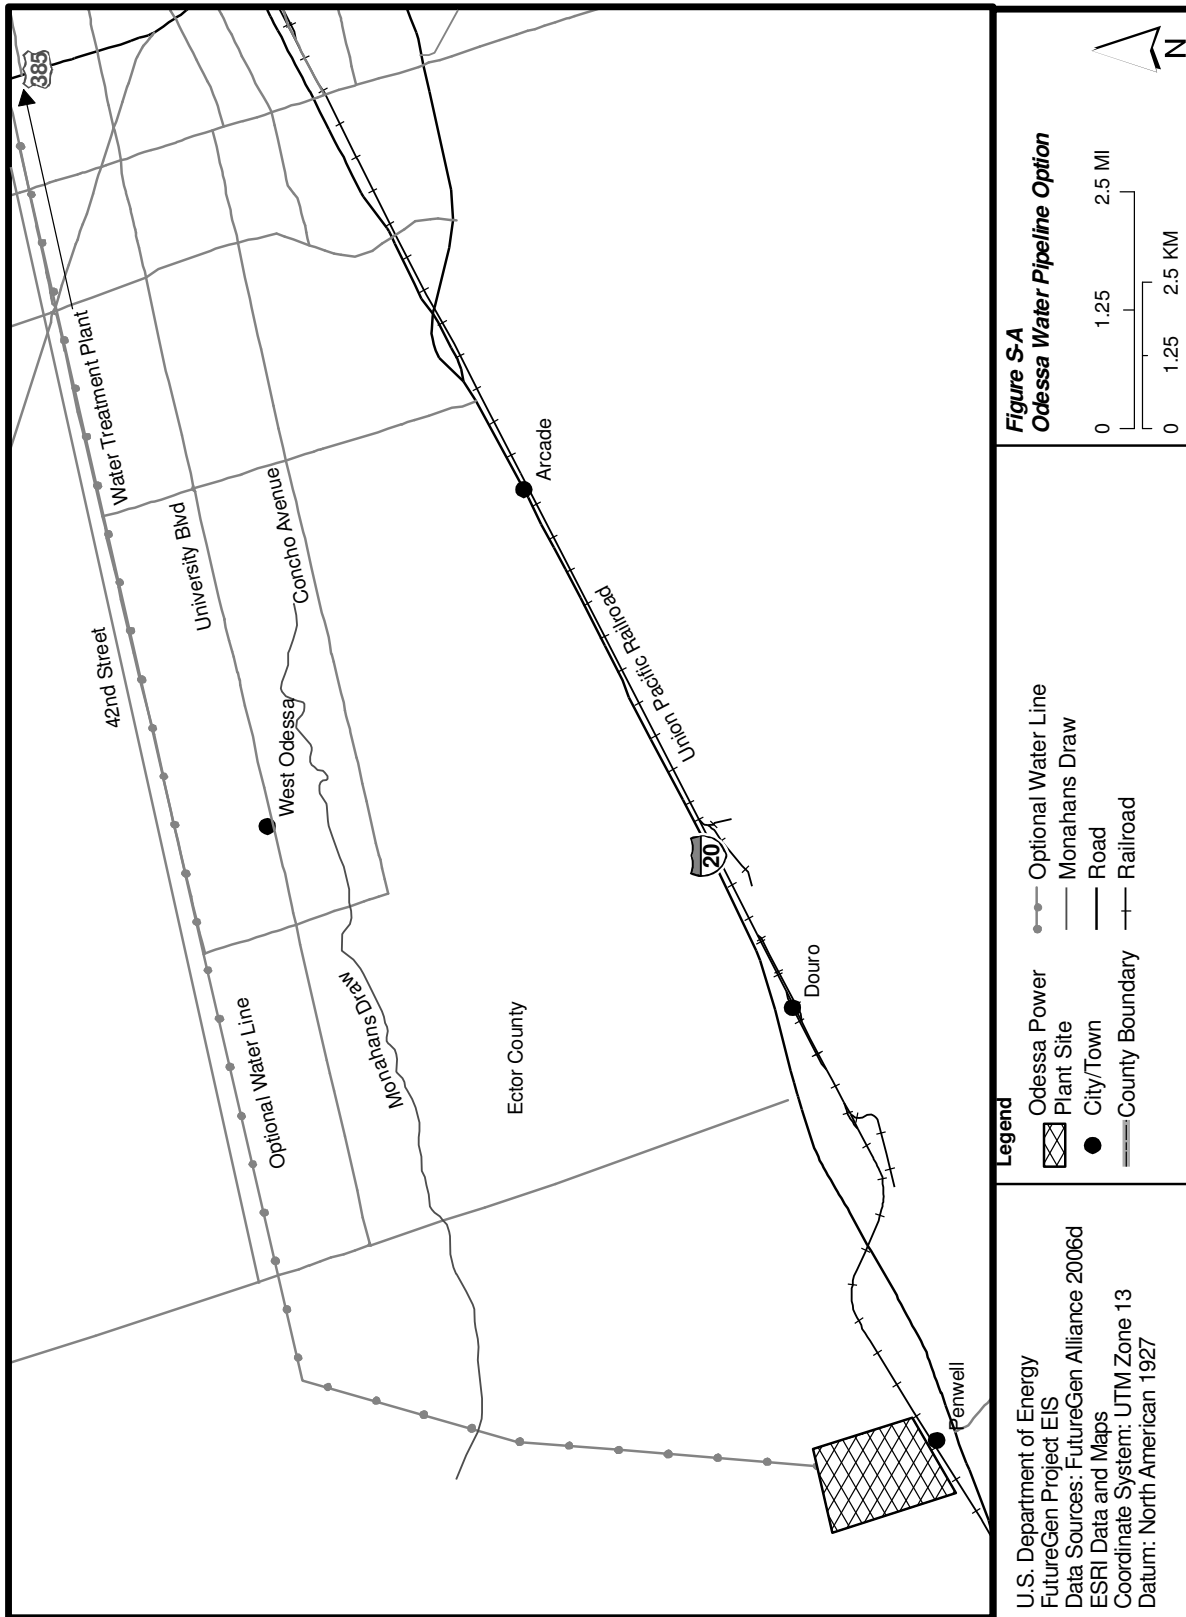 385
Water Treatment Plant
42nd Street
University Blvd
Concho Avenue
West Odessa
Arcade
Union Pacific Railroad
20
Optional Water Line
Monahans Draw
Ector County
Douro
Penwell
U.S. Department of Energy
FutureGen Project EIS
Data Sources: FutureGen Alliance 2006d
ESRI Data and Maps
Coordinate System: UTM Zone 13
Datum: North American 1927
Legend
Odessa Power
Plant Site
City/Town
County Boundary
Optional Water Line
Monahans Draw
Road
Railroad
Figure S-A
Odessa Water Pipeline Option
0 1.25 2.5 MI
0 1.25 2.5 KM
N